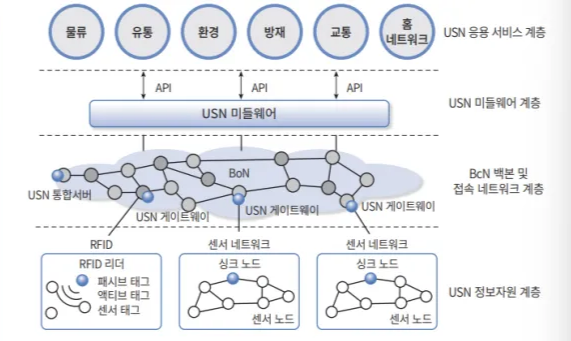 물류
유통
환경
방재
교통
홈
네트워크
USN 응용 서비스 계층
API
API
API
USN 미들웨어
USN 미들웨어 계층
BoN
USN 통합서버
USN 게이트웨이
USN 게이트웨이
USN 게이트웨이
BcN 백본 및
접속 네트워크 계층
RFID
센서 네트워크
센서 네트워크
RFID 리더
패시브 태그
액티브 태그
센서 태그
싱크 노드
센서 노드
싱크 노드
센서 노드
USN 정보자원 계층